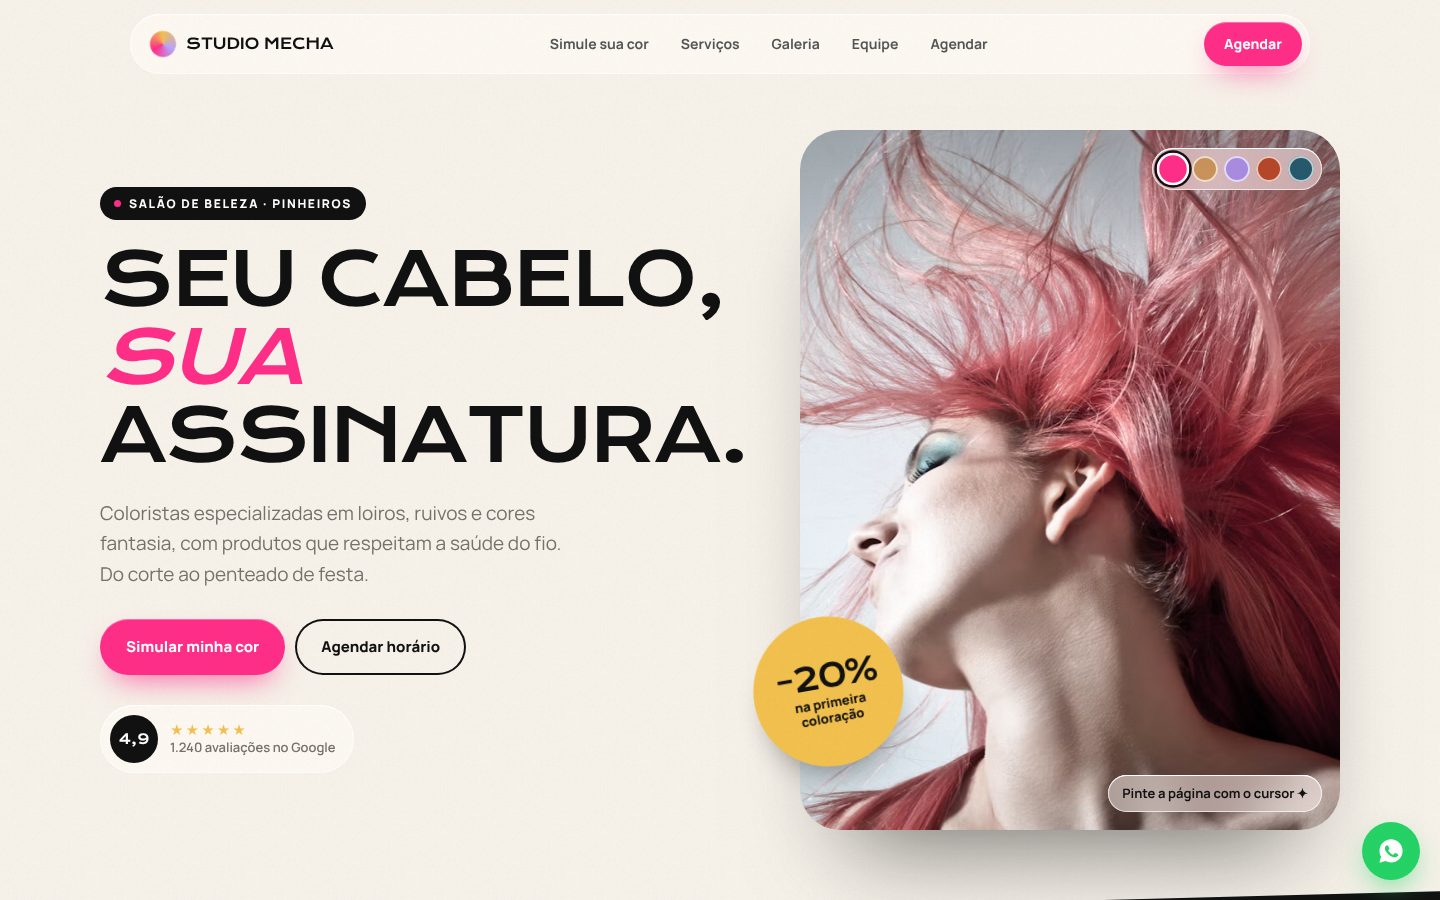 STUDIO MECHA
Simule sua cor
Serviços
Galeria
Equipe
Agendar
Agendar
SALÃO DE BELEZA · PINHEIROS
SEU CABELO,
SUA
ASSINATURA.
Coloristas especializadas em loiros, ruivos e cores
fantasia, com produtos que respeitam a saúde do fio.
Do corte ao penteado de festa.
Simular minha cor
Agendar horário
4,9
★★★★★
1.240 avaliações no Google
-20%
na primeira
coloração
Pinte a página com o cursor ✦